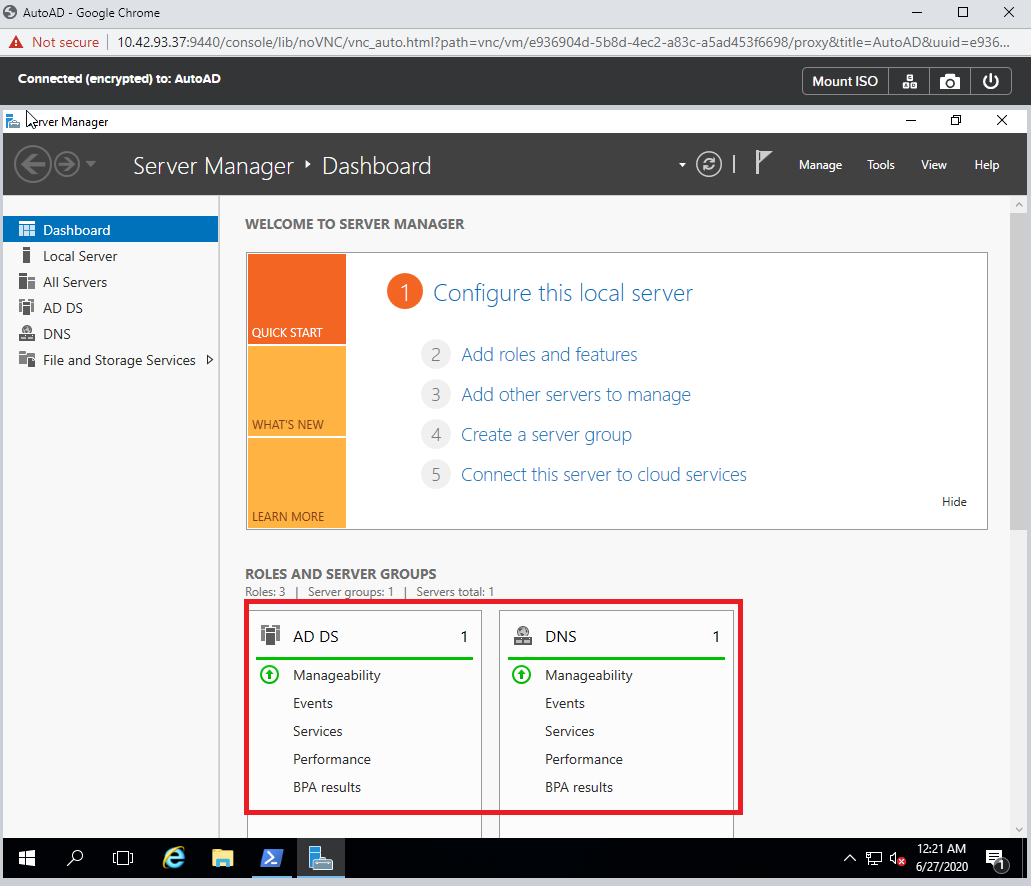 AutoAD - Google Chrome
Not secure | 10.42.93.37:9440/console/lib/noVNC/vnc_auto.html?path=vnc/vm/e936904d-5b8d-4ec2-a83c-a5ad453f6698/proxy&title=AutoAD&uuid=e936...
Connected (encrypted) to: AutoAD
Mount ISO
Server Manager
Server Manager ‣ Dashboard
Manage Tools View Help
Dashboard
Local Server
All Servers
AD DS
DNS
File and Storage Services
WELCOME TO SERVER MANAGER
QUICK START
WHAT'S NEW
LEARN MORE
1 Configure this local server
2 Add roles and features
3 Add other servers to manage
4 Create a server group
5 Connect this server to cloud services
Hide
ROLES AND SERVER GROUPS
Roles: 3 | Server groups: 1 | Servers total: 1
AD DS 1
Manageability
Events
Services
Performance
BPA results
DNS 1
Manageability
Events
Services
Performance
BPA results
12:21 AM
6/27/2020
1